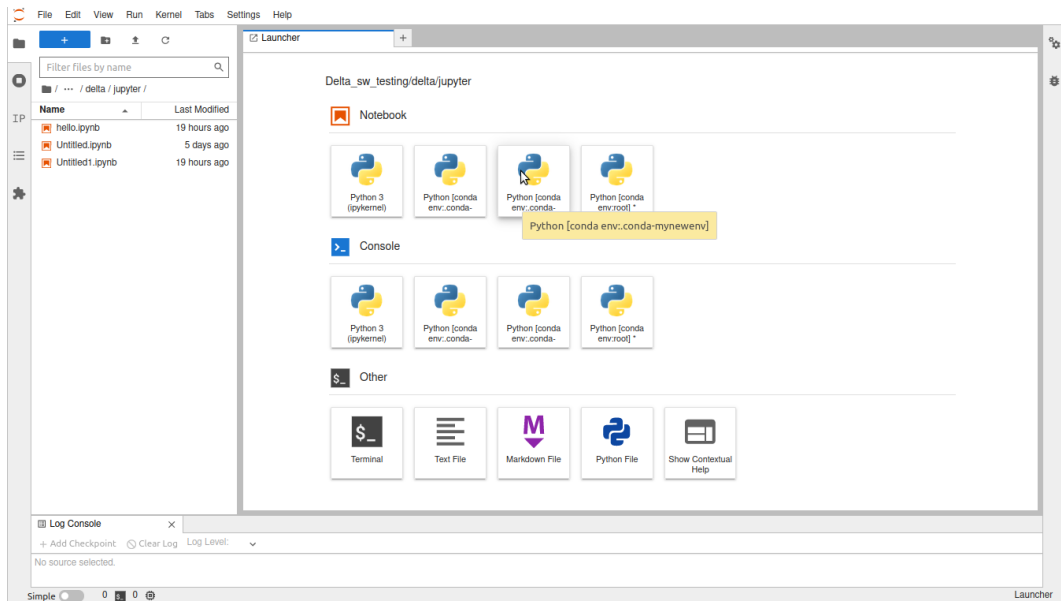 File Edit View Run Kernel Tabs Settings Help
+
Filter files by name
/ ··· / delta / jupyter /
Name Last Modified
hello.ipynb 19 hours ago
Untitled.ipynb 5 days ago
Untitled1.ipynb 19 hours ago
IP
Launcher
+
Delta_sw_testing/delta/jupyter
Notebook
Python 3
(ipykernel)
Python [conda
env:.conda-
Python [conda
env:.conda-
Python [conda
env:root] *
Python [conda env:.conda-mynewenv]
>_ Console
Python 3
(ipykernel)
Python [conda
env:.conda-
Python [conda
env:.conda-
Python [conda
env:root] *
$_ Other
$_
Terminal
Text File
M
Markdown File
Python File
Show Contextual
Help
Log Console ×
+ Add Checkpoint Clear Log Log Level:
No source selected.
Simple 0 $_ 0 Launcher